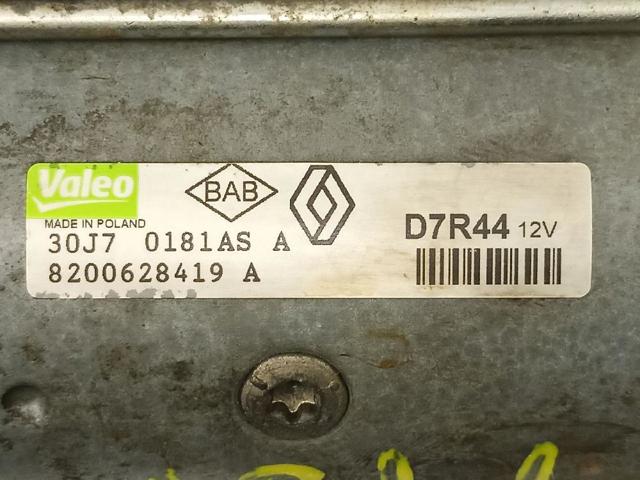 Valeo
BAB
MADE IN POLAND
30J7 0181AS A
8200628419 A
D7R44 12V